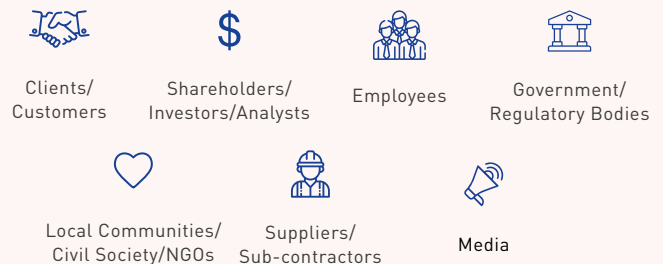 $
Clients/
Customers
Shareholders/
Investors/Analysts
Employees
Government/
Regulatory Bodies
Local Communities/
Civil Society/NGOs
Suppliers/
Sub-contractors
Media